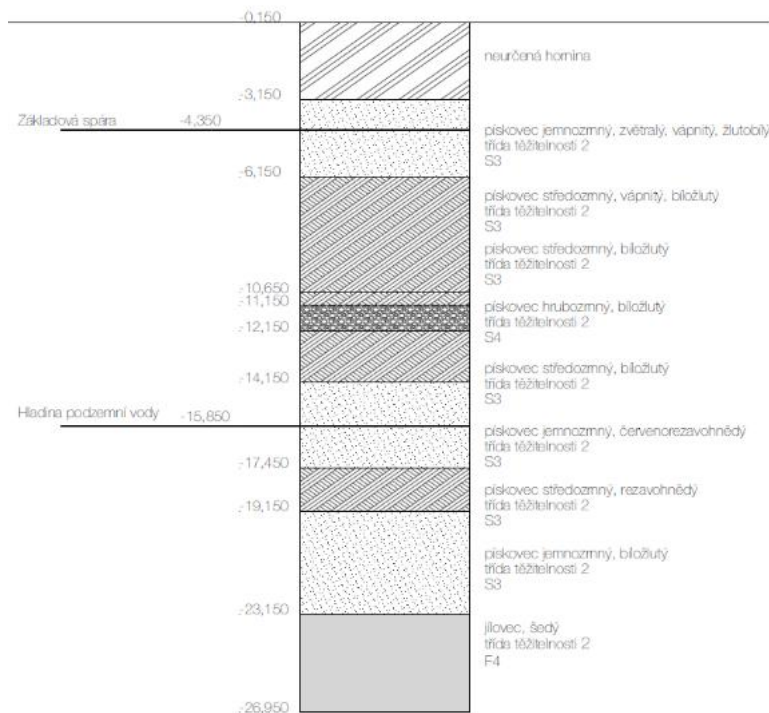 -0,150
neurčená hornina
-3,150
Základová spára -4,350
pískovec jemnozrnný, zvětralý, vápnitý, žlutobílý
třída těžitelnosti 2
S3
-6,150
pískovec středozrnný, vápnitý, bíložlutý
třída těžitelnosti 2
S3
pískovec středozrnný, bíložlutý
třída těžitelnosti 2
S3
-10,650
-11,150
pískovec hrubozrnný, bíložlutý
třída těžitelnosti 2
S4
-12,150
pískovec středozrnný, bíložlutý
třída těžitelnosti 2
S3
-14,150
Hladina podzemní vody -15,850
pískovec jemnozrnný, červenorezavohnědý
třída těžitelnosti 2
S3
-17,450
pískovec středozrnný, rezavohnědý
třída těžitelnosti 2
S3
-19,150
pískovec jemnozrnný, bíložlutý
třída těžitelnosti 2
S3
-23,150
jílovec, šedý
třída těžitelnosti 2
F4
-26,950